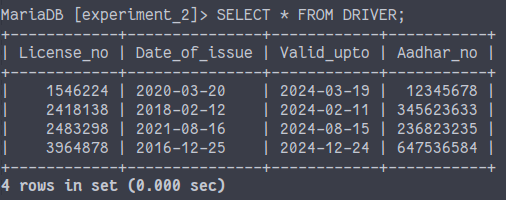 MariaDB [experiment_2]> SELECT * FROM DRIVER;
+------------+---------------+------------+-----------+
| License_no | Date_of_issue | Valid_upto | Aadhar_no |
+------------+---------------+------------+-----------+
|    1546224 | 2020-03-20    | 2024-03-19 |  12345678 |
|    2418138 | 2018-02-12    | 2024-02-11 | 345623633 |
|    2483298 | 2021-08-16    | 2024-08-15 | 236823235 |
|    3964878 | 2016-12-25    | 2024-12-24 | 647536584 |
+------------+---------------+------------+-----------+
4 rows in set (0.000 sec)